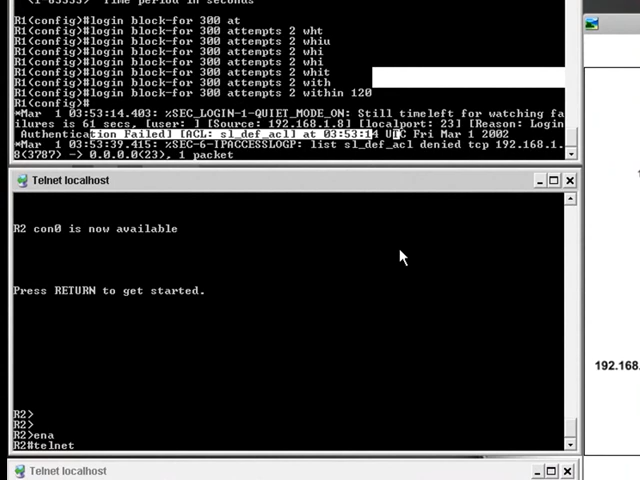 <1-65535>  Time period in seconds
R1(config)#login block-for 300 at
R1(config)#login block-for 300 attempts 2 wht
R1(config)#login block-for 300 attempts 2 whiu
R1(config)#login block-for 300 attempts 2 whi
R1(config)#login block-for 300 attempts 2 whi
R1(config)#login block-for 300 attempts 2 whit
R1(config)#login block-for 300 attempts 2 with
R1(config)#login block-for 300 attempts 2 within 120
R1(config)#
*Mar  1 03:53:14.403: %SEC_LOGIN-1-QUIET_MODE_ON: Still timeleft for watching fa
ilures is 61 secs, [user: ] [Source: 192.168.1.8] [localport: 23] [Reason: Login
 Authentication Failed] [ACL: sl_def_acl] at 03:53:14 UTC Fri Mar 1 2002
*Mar  1 03:53:39.415: %SEC-6-IPACCESSLOGP: list sl_def_acl denied tcp 192.168.1.
8(3787) -> 0.0.0.0(23), 1 packet
Telnet localhost
R2 con0 is now available
Press RETURN to get started.
R2>
R2>
R2>ena
R2#telnet
Telnet localhost
192.168.